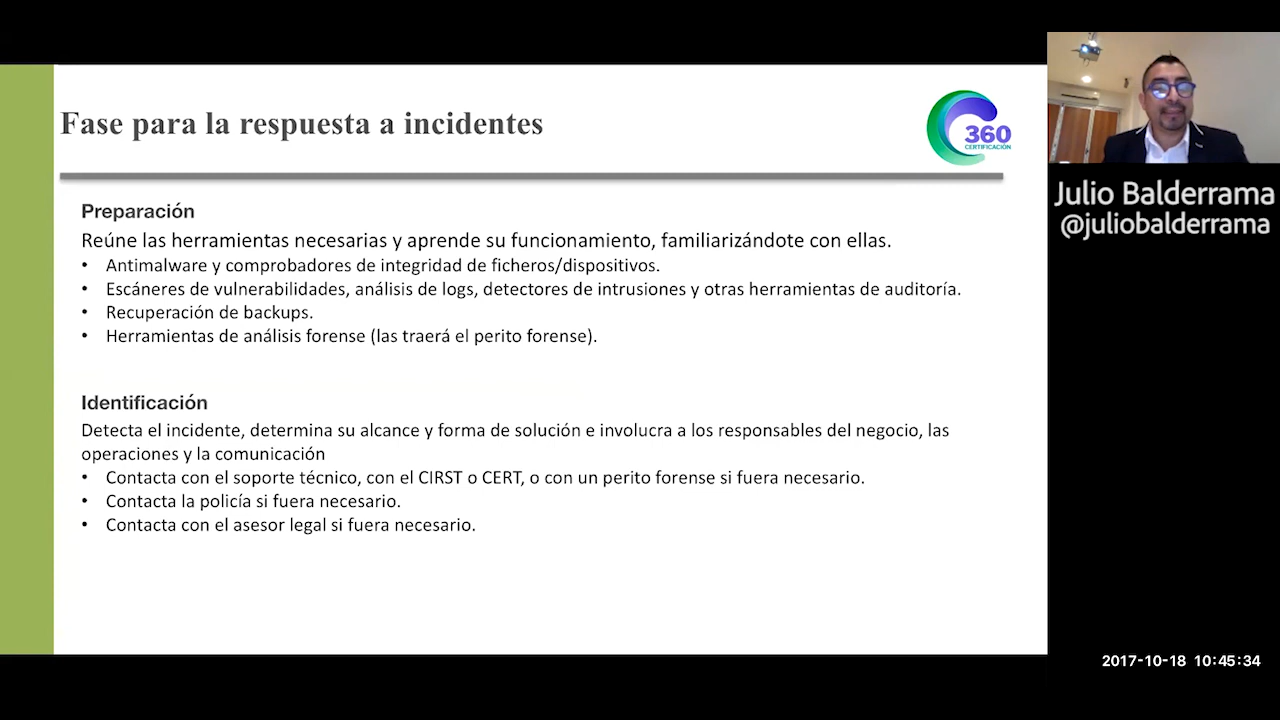 Fase para la respuesta a incidentes
360
CERTIFICACIÓN
Preparación
Reúne las herramientas necesarias y aprende su funcionamiento, familiarizándote con ellas.
• Antimalware y comprobadores de integridad de ficheros/dispositivos.
• Escáneres de vulnerabilidades, análisis de logs, detectores de intrusiones y otras herramientas de auditoría.
• Recuperación de backups.
• Herramientas de análisis forense (las traerá el perito forense).
Identificación
Detecta el incidente, determina su alcance y forma de solución e involucra a los responsables del negocio, las
operaciones y la comunicación
• Contacta con el soporte técnico, con el CIRST o CERT, o con un perito forense si fuera necesario.
• Contacta la policía si fuera necesario.
• Contacta con el asesor legal si fuera necesario.
Julio Balderrama
@juliobalderrama
2017-10-18 10:45:34